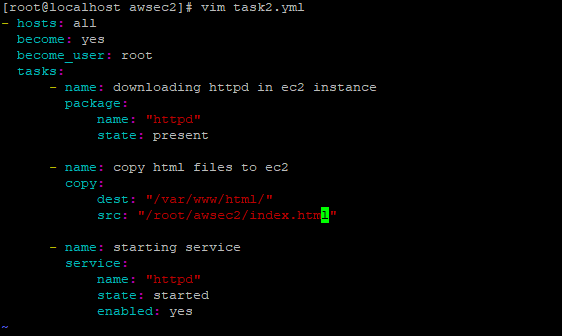 [root@localhost awsec2]# vim task2.yml
- hosts: all
  become: yes
  become_user: root
  tasks:
      - name: downloading httpd in ec2 instance
        package:
            name: "httpd"
            state: present

      - name: copy html files to ec2
        copy:
            dest: "/var/www/html/"
            src: "/root/awsec2/index.html"

      - name: starting service
        service:
            name: "httpd"
            state: started
            enabled: yes
~